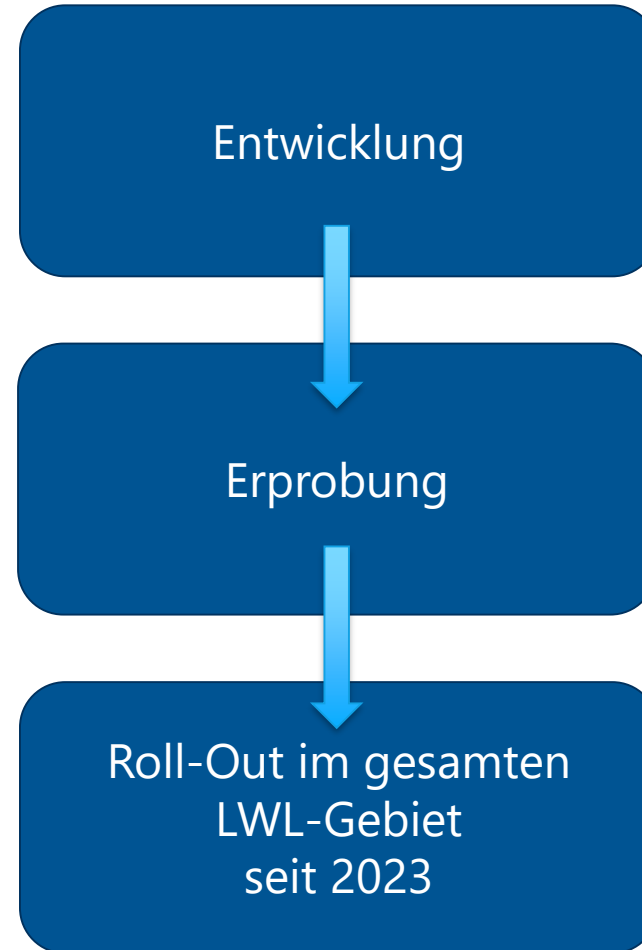 Entwicklung
Erprobung
Roll-Out im gesamten
LWL-Gebiet
seit 2023